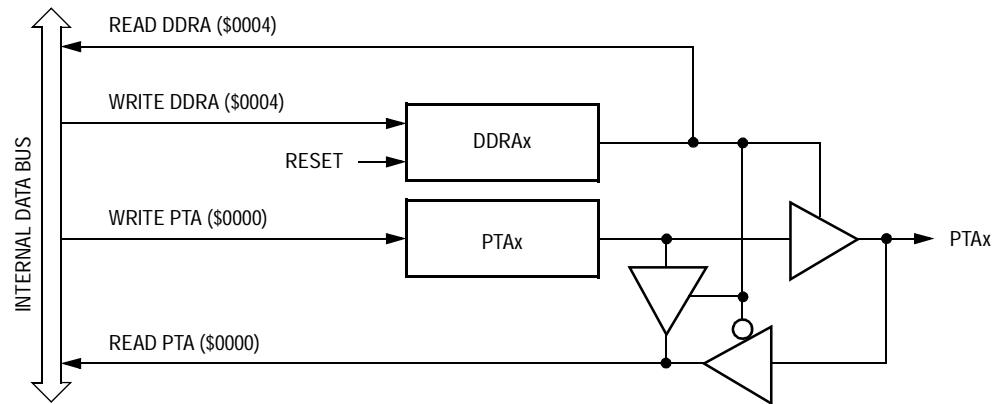 READ DDRA ($0004)
WRITE DDRA ($0004)
DDRAx
RESET
WRITE PTA ($0000)
PTAx
PTAx
READ PTA ($0000)
INTERNAL DATA BUS